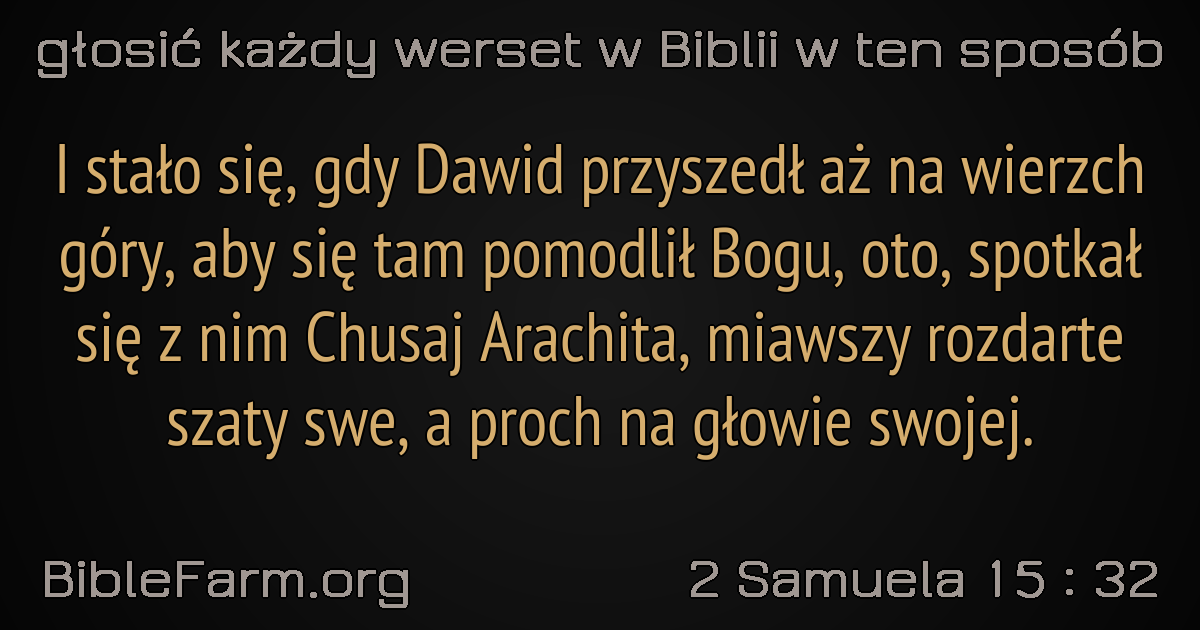 głosić każdy werset w Biblii w ten sposób
I stało się, gdy Dawid przyszedł aż na wierzch
góry, aby się tam pomodlił Bogu, oto, spotkał
się z nim Chusaj Arachita, miawszy rozdarte
szaty swe, a proch na głowie swojej.
BibleFarm.org 2 Samuela 15 : 32